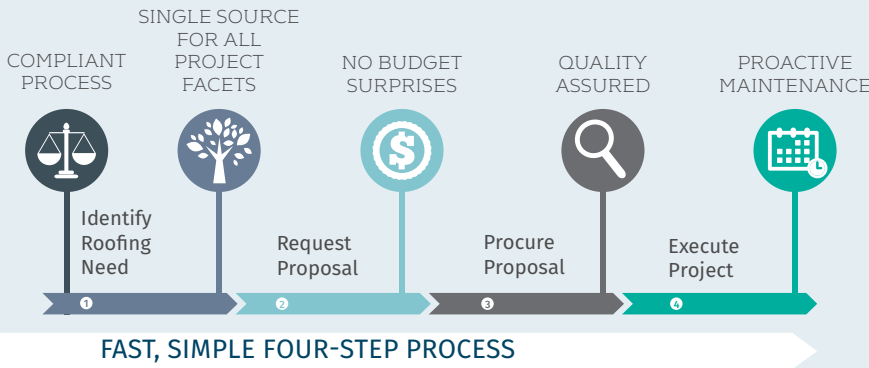 COMPLIANT
PROCESS
SINGLE SOURCE
FOR ALL
PROJECT
FACETS
NO BUDGET
SURPRISES
QUALITY
ASSURED
PROACTIVE
MAINTENANCE
$
Identify
Roofing
Need
Request
Proposal
Procure
Proposal
Execute
Project
1
2
3
4
FAST, SIMPLE FOUR-STEP PROCESS